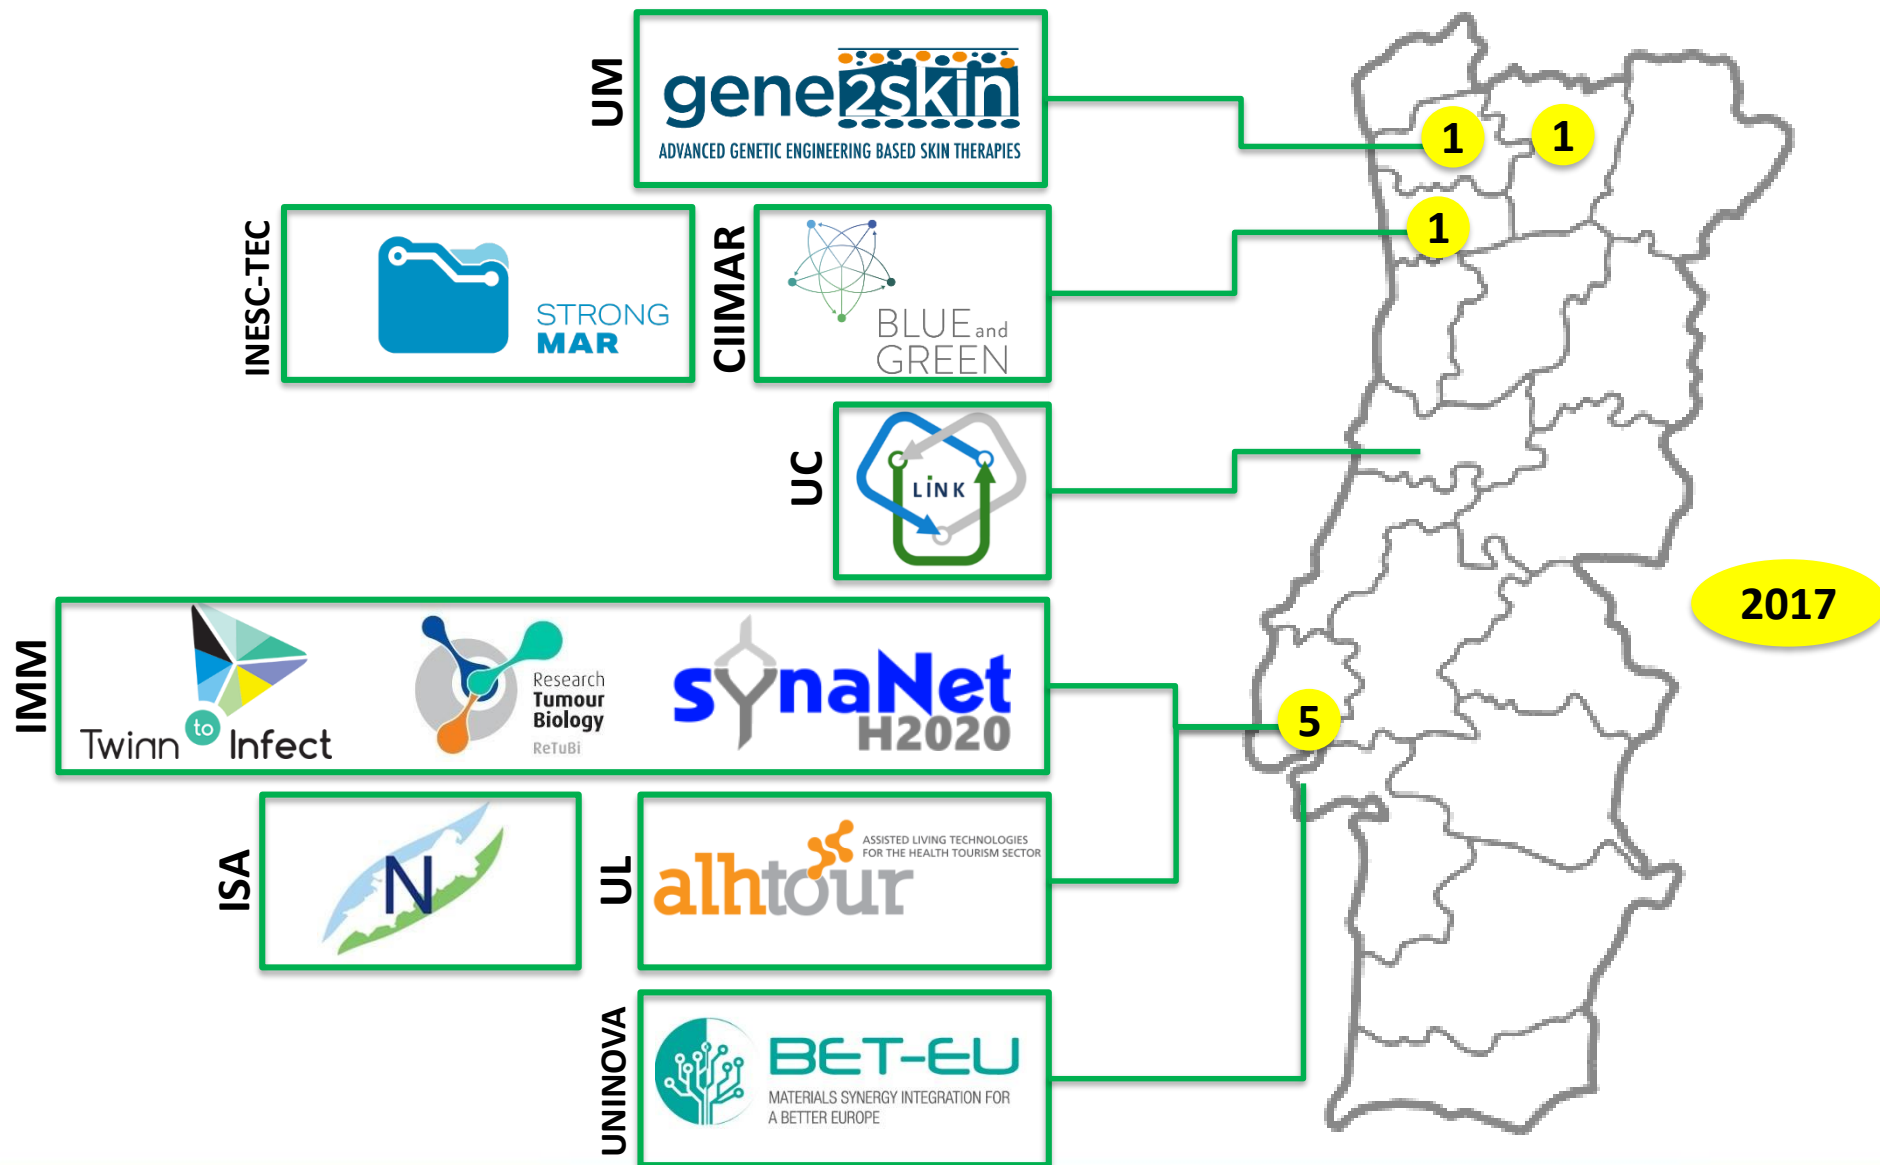 UM
gene2skin
ADVANCED GENETIC ENGINEERING BASED SKIN THERAPIES
1
1
INESC-TEC
STRONG
MAR
CIIMAR
BLUE and
GREEN
1
UC
LINK
2017
IMM
Twinn to Infect
Research
Tumour
Biology
ReTuBi
synaNet
H2020
5
ISA
N
UL
alhtour
ASSISTED LIVING TECHNOLOGIES
FOR THE HEALTH TOURISM SECTOR
UNINOVA
BET-EU
MATERIALS SYNERGY INTEGRATION FOR
A BETTER EUROPE